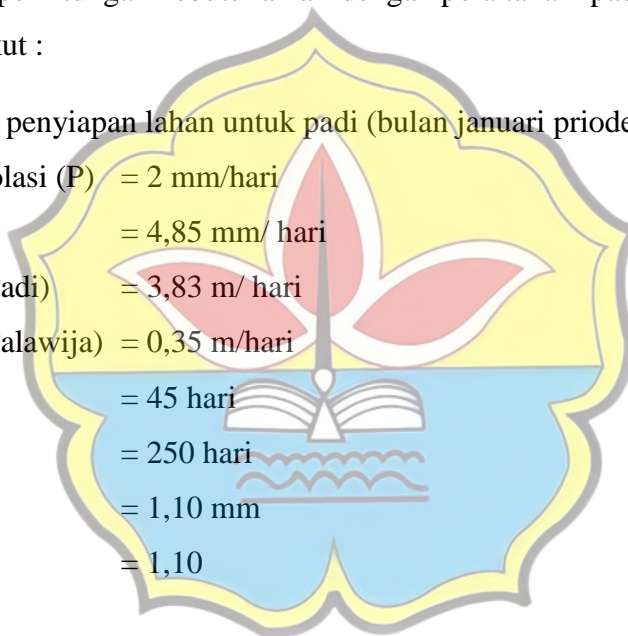 kut :
penyiapan lahan untuk padi (bulan januari priode
olasi (P) = 2 mm/hari
= 4,85 mm/ hari
adi) = 3,83 m/ hari
alawija) = 0,35 m/hari
= 45 hari
= 250 hari
= 1,10 mm
= 1,10